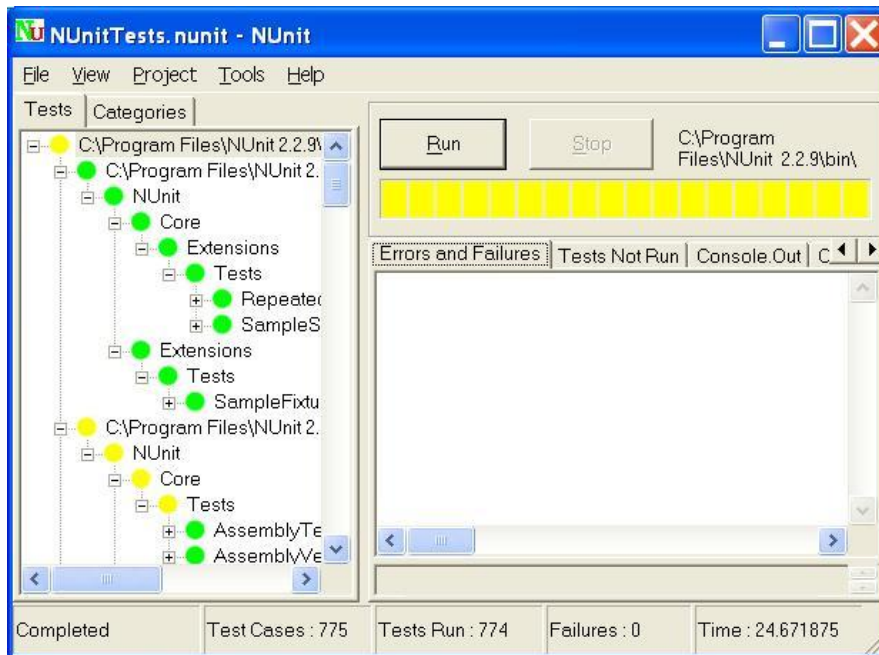 NUnitTests.nunit - NUnit
File View Project Tools Help
Tests Categories
C:\Program Files\NUnit 2.2.9\
C:\Program Files\NUnit 2.
NUnit
Core
Extensions
Tests
Repeated
SampleS
Extensions
Tests
SampleFixtu
C:\Program Files\NUnit 2.
NUnit
Core
Tests
AssemblyTe
AssemblyVe
Run Stop
C:\Program
Files\NUnit 2.2.9\bin\
Errors and Failures Tests Not Run Console.Out C
Completed Test Cases : 775 Tests Run : 774 Failures : 0 Time : 24.671875